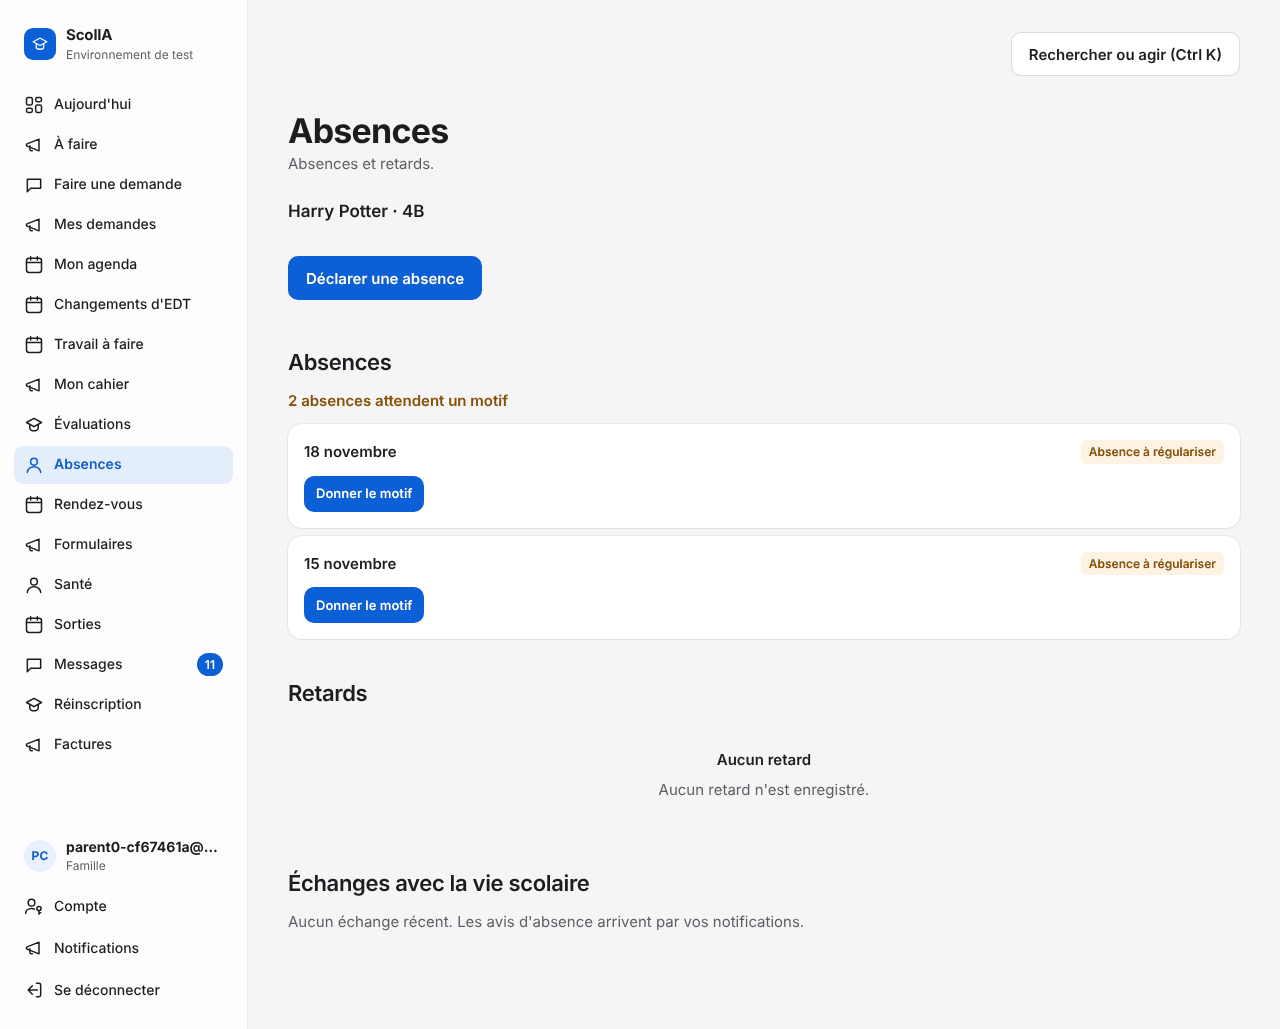 ScolIA
Environnement de test
Aujourd'hui
À faire
Faire une demande
Mes demandes
Mon agenda
Changements d'EDT
Travail à faire
Mon cahier
Évaluations
Absences
Rendez-vous
Formulaires
Santé
Sorties
Messages 11
Réinscription
Factures
PC
parent0-cf67461a@...
Famille
Compte
Notifications
Se déconnecter
Rechercher ou agir (Ctrl K)
Absences
Absences et retards.
Harry Potter · 4B
Déclarer une absence
Absences
2 absences attendent un motif
18 novembre Absence à régulariser
Donner le motif
15 novembre Absence à régulariser
Donner le motif
Retards
Aucun retard
Aucun retard n'est enregistré.
Échanges avec la vie scolaire
Aucun échange récent. Les avis d'absence arrivent par vos notifications.